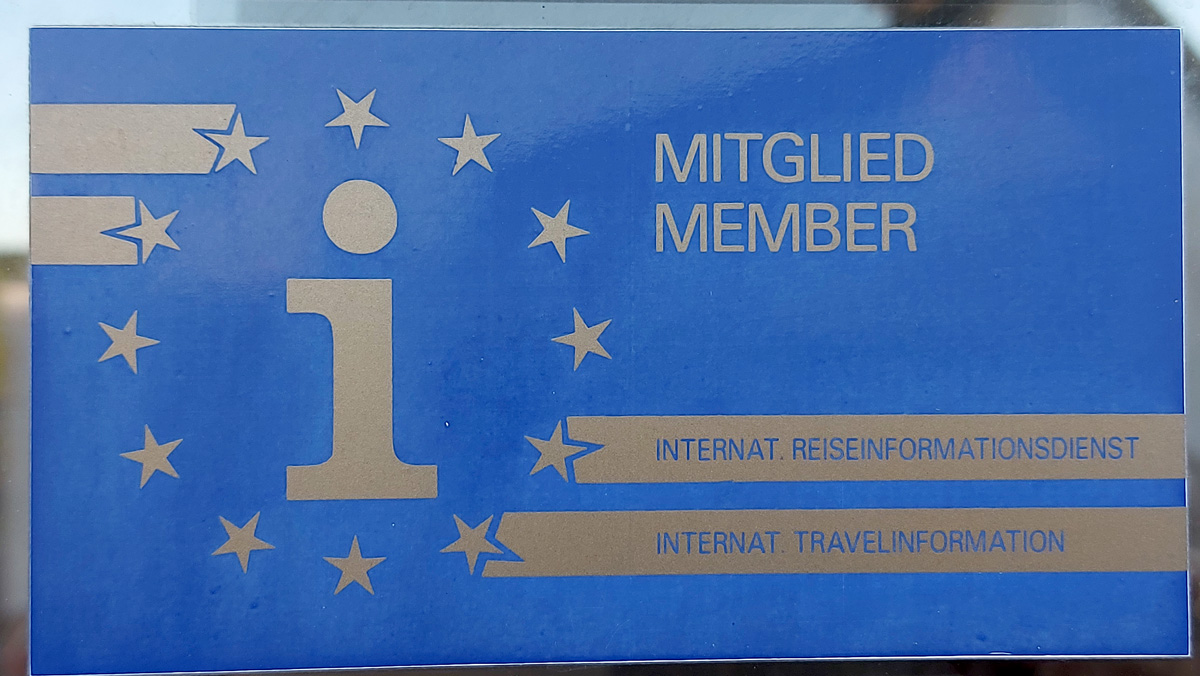 i
MITGLIED
MEMBER
INTERNAT. REISEINFORMATIONSDIENST
INTERNAT. TRAVELINFORMATION